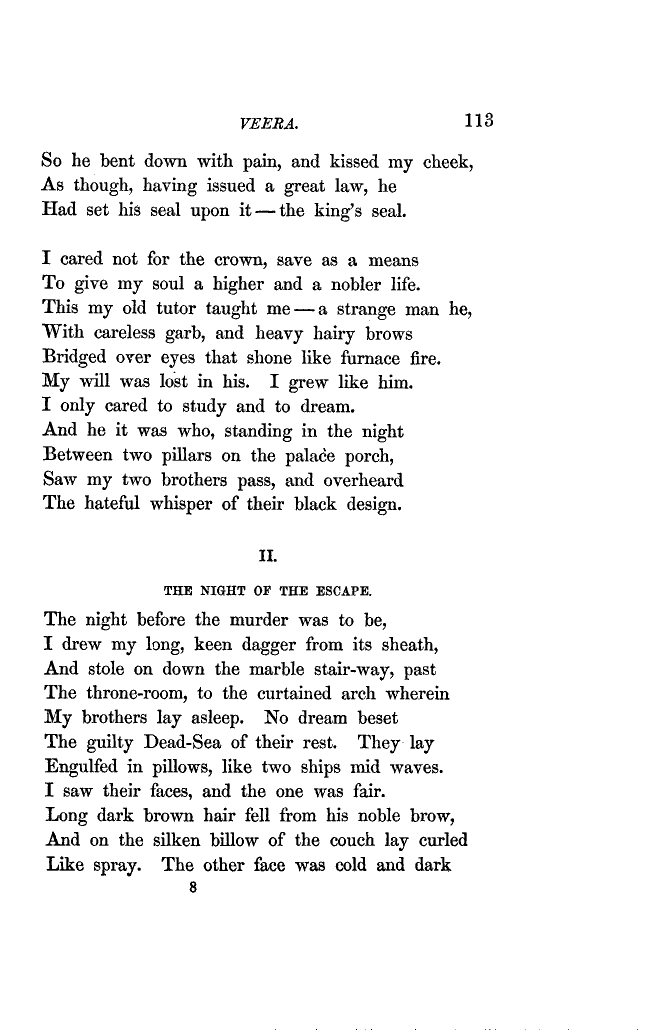 VEERA. 113
So he bent down with pain, and kissed my cheek,
As though, having issued a great law, he
Had set his seal upon it — the king's seal.
I cared not for the crown, save as a means
To give my soul a higher and a nobler life.
This my old tutor taught me — a strange man he,
With careless garb, and heavy hairy brows
Bridged over eyes that shone like furnace fire.
My will was lost in his. I grew like him.
I only cared to study and to dream.
And he it was who, standing in the night
Between two pillars on the palace porch,
Saw my two brothers pass, and overheard
The hateful whisper of their black design.
II.
THE NIGHT OF THE ESCAPE.
The night before the murder was to be,
I drew my long, keen dagger from its sheath,
And stole on down the marble stair-way, past
The throne-room, to the curtained arch wherein
My brothers lay asleep. No dream beset
The guilty Dead-Sea of their rest. They lay
Engulfed in pillows, like two ships mid waves.
I saw their faces, and the one was fair.
Long dark brown hair fell from his noble brow,
And on the silken billow of the couch lay curled
Like spray. The other face was cold and dark
8